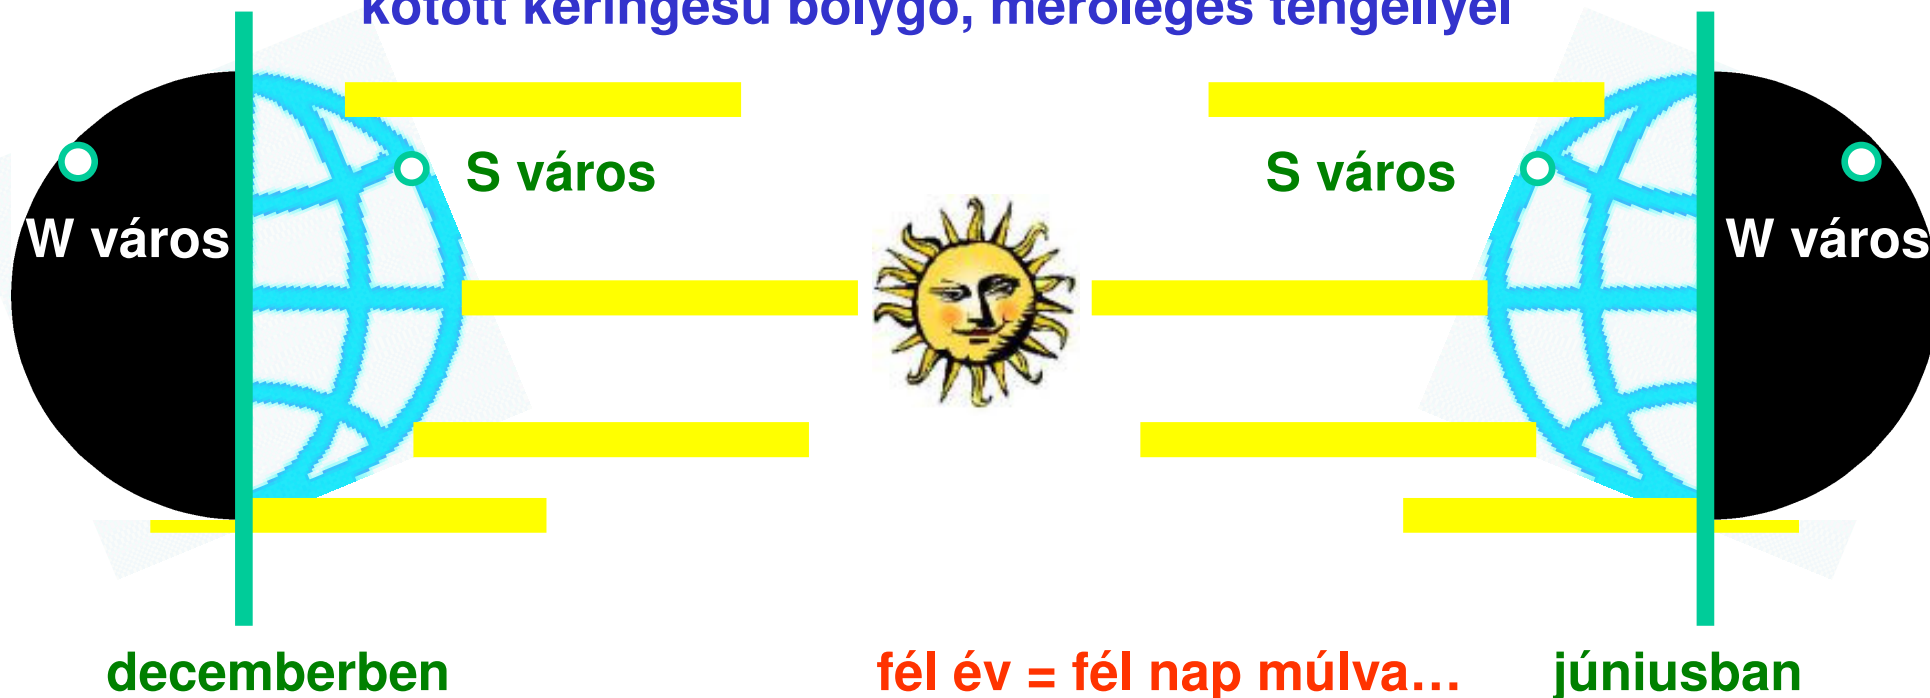 kötött keringésű bolygó, merőleges tengellyel
S város
S város
W város
W város
decemberben
fél év = fél nap múlva…
júniusban